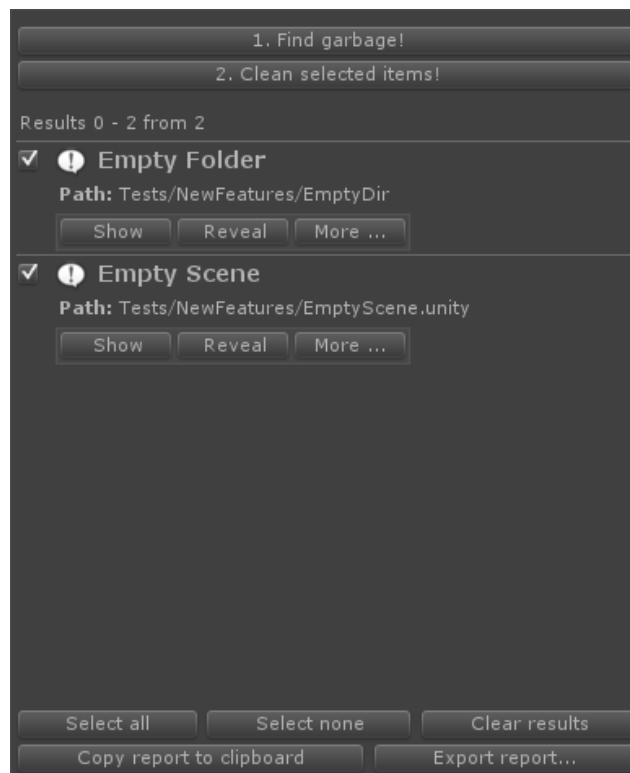 1. Find garbage!
2. Clean selected items!
Results 0 - 2 from 2
Empty Folder
Path: Tests/NewFeatures/EmptyDir
Show Reveal More ...
Empty Scene
Path: Tests/NewFeatures/EmptyScene.unity
Show Reveal More ...
Select all Select none Clear results
Copy report to clipboard Export report...